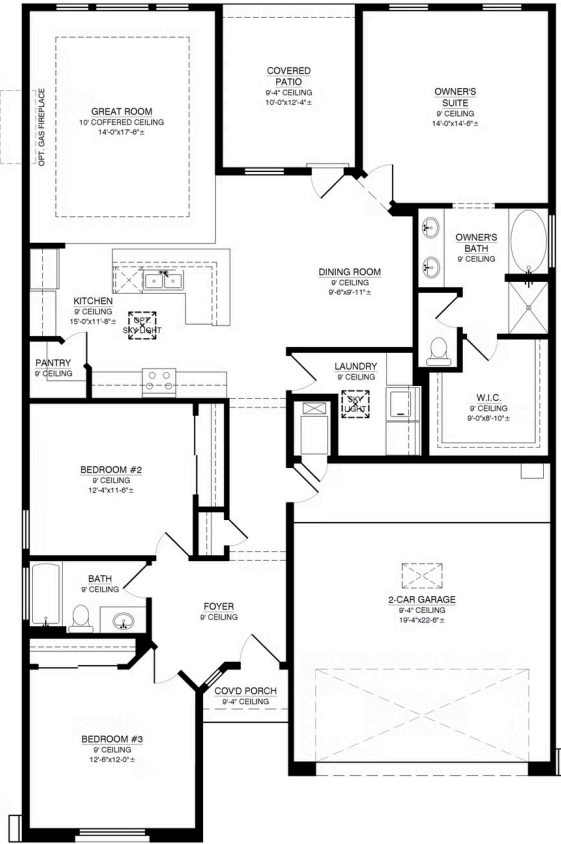 COVERED
PATIO
9'-4" CEILING
10'-0"x12'-4"±
OWNER'S
SUITE
9' CEILING
14'-0"x14'-6"±
OPT. GAS FIREPLACE
GREAT ROOM
10' COFFERED CEILING
14'-0"x17'-6"±
OWNER'S
BATH
9' CEILING
DINING ROOM
9' CEILING
9'-6"x9'-11"±
KITCHEN
9' CEILING
15'-0"x11'-8"±
OPT.
SKYLIGHT
PANTRY
9' CEILING
LAUNDRY
9' CEILING
SKY
LIGHT
W.I.C.
9' CEILING
9'-0"x8'-10"±
BEDROOM #2
9' CEILING
12'-4"x11-6"±
BATH
9' CEILING
FOYER
9' CEILING
2-CAR GARAGE
9'-4" CEILING
19'-4"x22'-6"±
COV'D PORCH
9'-4" CEILING
BEDROOM #3
9' CEILING
12'-6"x12'-0"±